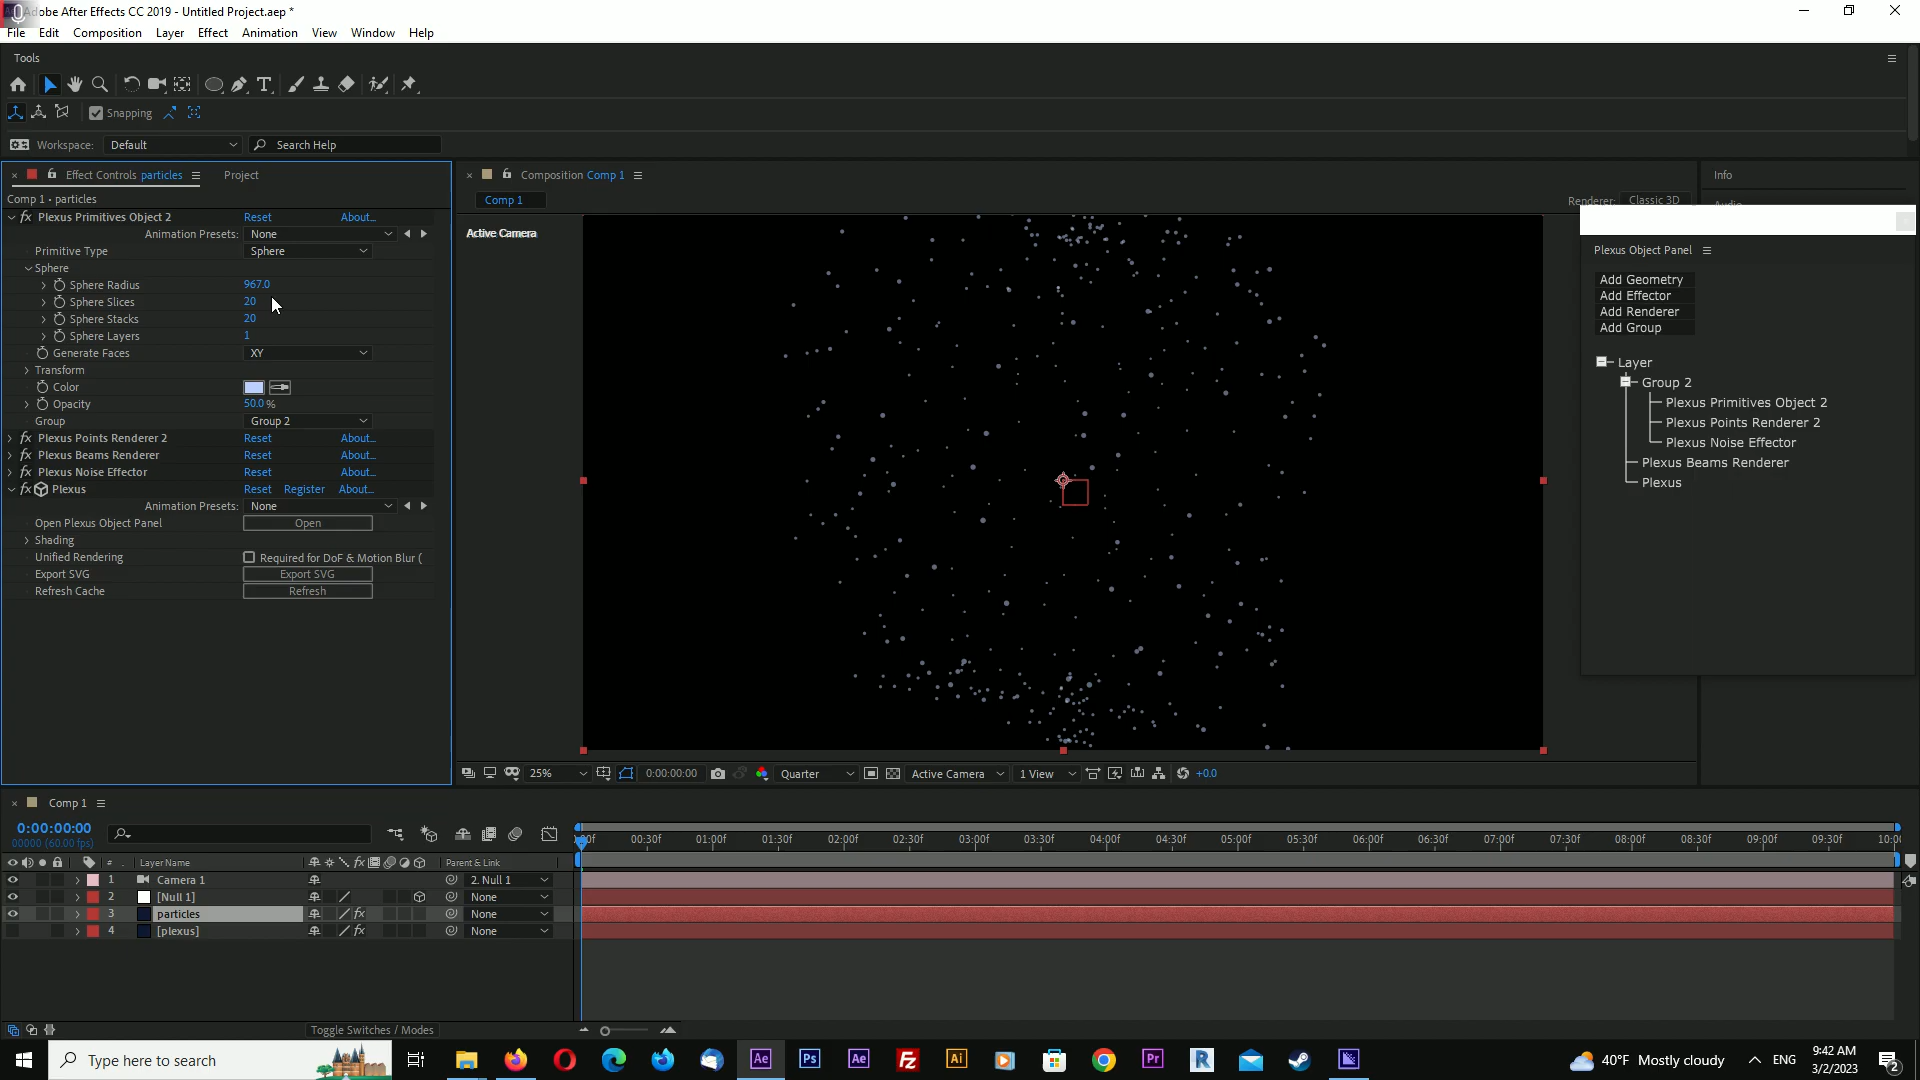 Adobe After Effects CC 2019 - Untitled Project.aep *
File Edit Composition Layer Effect Animation View Window Help
Tools
Snapping
Workspace: Default Search Help
Effect Controls particles Project
Comp 1 • particles
Plexus Primitives Object 2 Reset About...
Animation Presets: None
Primitive Type Sphere
Sphere
Sphere Radius 967.0
Sphere Slices 20
Sphere Stacks 20
Sphere Layers 1
Generate Faces XY
Transform
Color
Opacity 50.0 %
Group Group 2
Plexus Points Renderer 2 Reset About...
Plexus Beams Renderer Reset About...
Plexus Noise Effector Reset About...
Plexus Reset Register About...
Animation Presets: None
Open Plexus Object Panel Open
Shading
Unified Rendering Required for DoF & Motion Blur (
Export SVG Export SVG
Refresh Cache Refresh
Composition Comp 1
Comp 1
Renderer: Classic 3D
Active Camera
25% 0:00:00:00 Quarter Active Camera 1 View +0.0
Info
Plexus Object Panel
Add Geometry
Add Effector
Add Renderer
Add Group
Layer
Group 2
Plexus Primitives Object 2
Plexus Points Renderer 2
Plexus Noise Effector
Plexus Beams Renderer
Plexus
Comp 1
0:00:00:00
00000 (60.00 fps)
00:30f 01:00f 01:30f 02:00f 02:30f 03:00f 03:30f 04:00f 04:30f 05:00f 05:30f 06:00f 06:30f 07:00f 07:30f 08:00f 08:30f 09:00f 09:30f
# Layer Name Parent & Link
1 Camera 1 2. Null 1
2 [Null 1] None
3 particles None
4 [plexus] None
Toggle Switches / Modes
Type here to search
40°F Mostly cloudy ENG
9:42 AM
3/2/2023
2